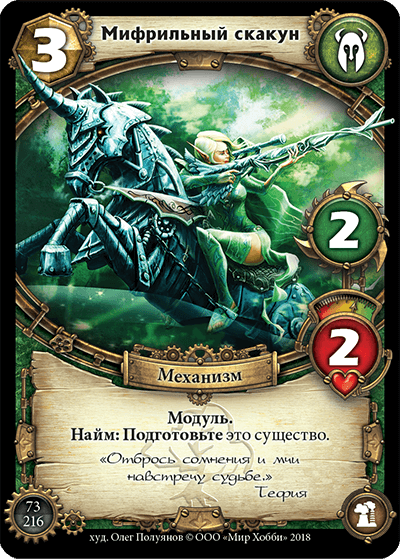 3
Мифрильный скакун
2
2
Механизм
Модуль.
Найм: Подготовьте это существо.
«Отбрось сомнения и мчи
навстречу судьбе.»
Тефия
73
216
худ. Олег Полуянов © ООО «Мир Хобби» 2018